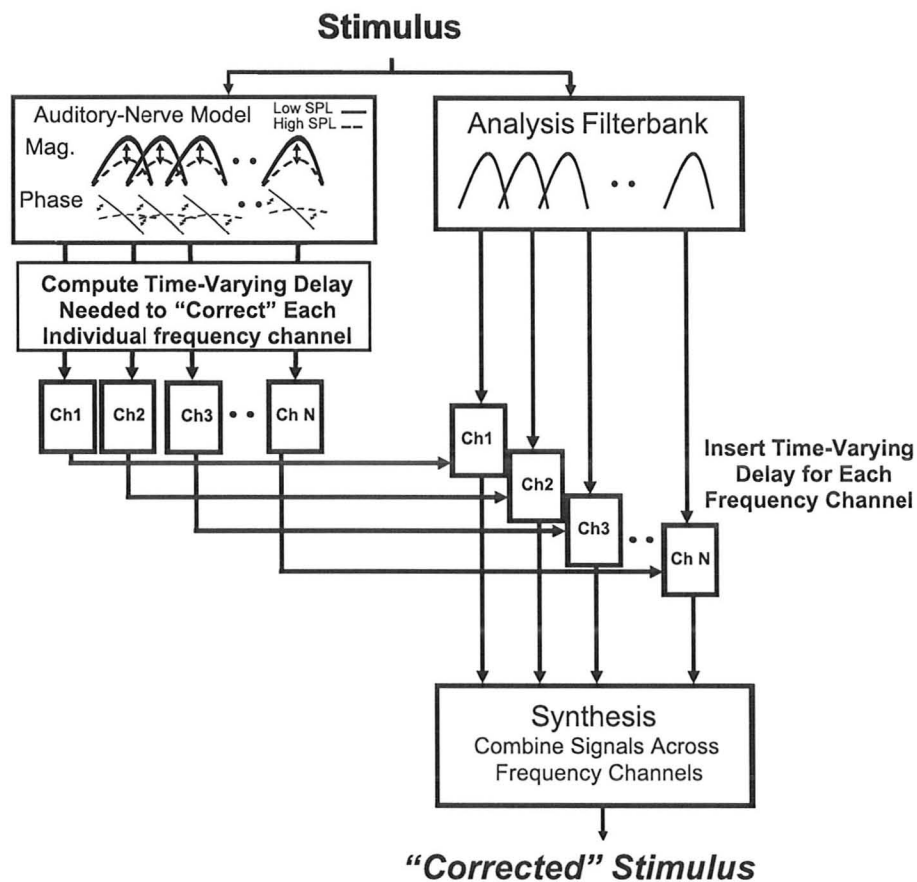 Stimulus
Auditory-Nerve Model
Low SPL
High SPL
Mag.
Phase
Analysis Filterbank
Compute Time-Varying Delay
Needed to “Correct” Each
Individual frequency channel
Ch1
Ch2
Ch3
Ch N
Ch1
Ch2
Ch3
Ch N
Insert Time-Varying
Delay for Each
Frequency Channel
Synthesis
Combine Signals Across
Frequency Channels
“Corrected” Stimulus